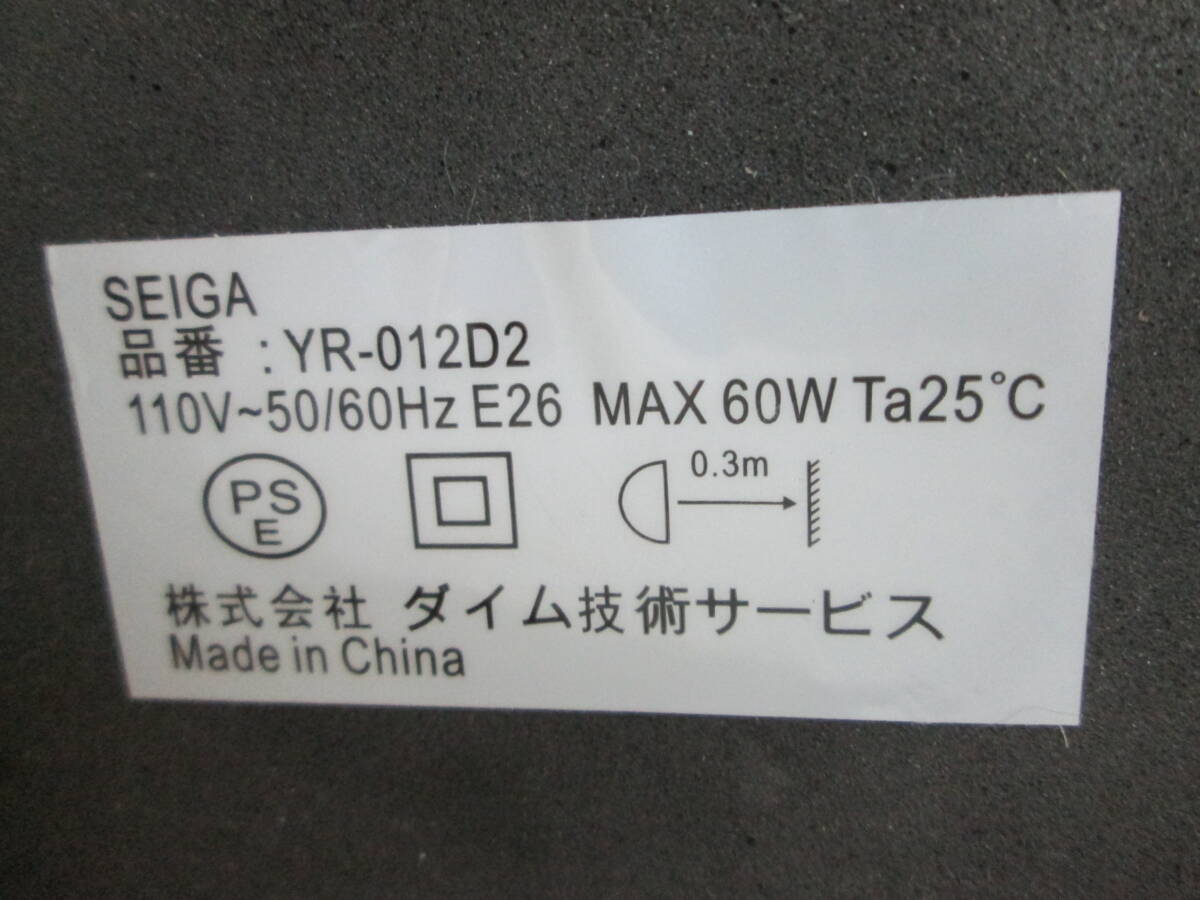 SEIGA
品番 : YR-012D2
110V~50/60Hz E26 MAX 60W Ta25°C
PS
E
0.3m
株式会社 ダイム技術サービス
Made in China